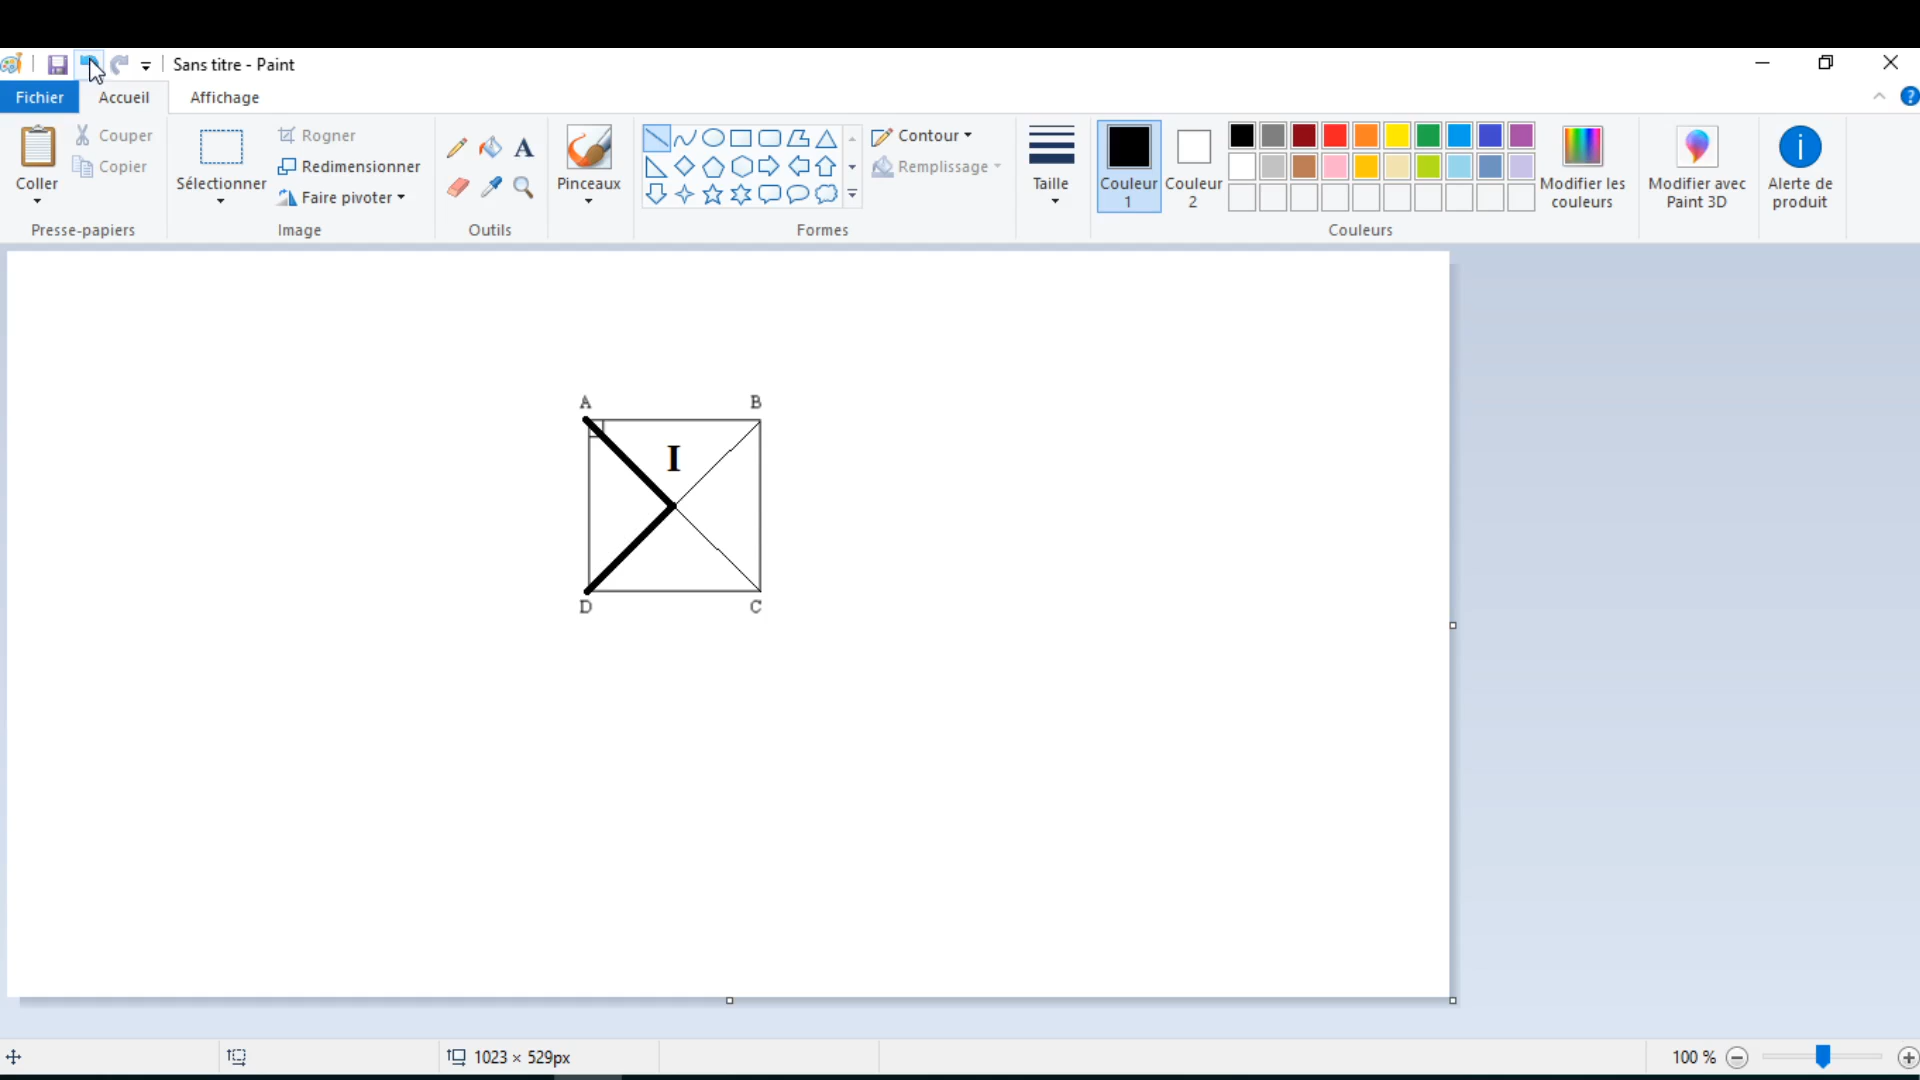 Sans titre - Paint
Fichier Accueil Affichage
Coller
Couper
Copier
Presse-papiers
Sélectionner
Rogner
Redimensionner
Faire pivoter
Image
A
Outils
Pinceaux
Contour
Remplissage
Formes
Taille
Couleur
1
Couleur
2
Couleurs
Modifier les
couleurs
Modifier avec
Paint 3D
Alerte de
produit
A B
I
D C
1023 × 529px
100 %